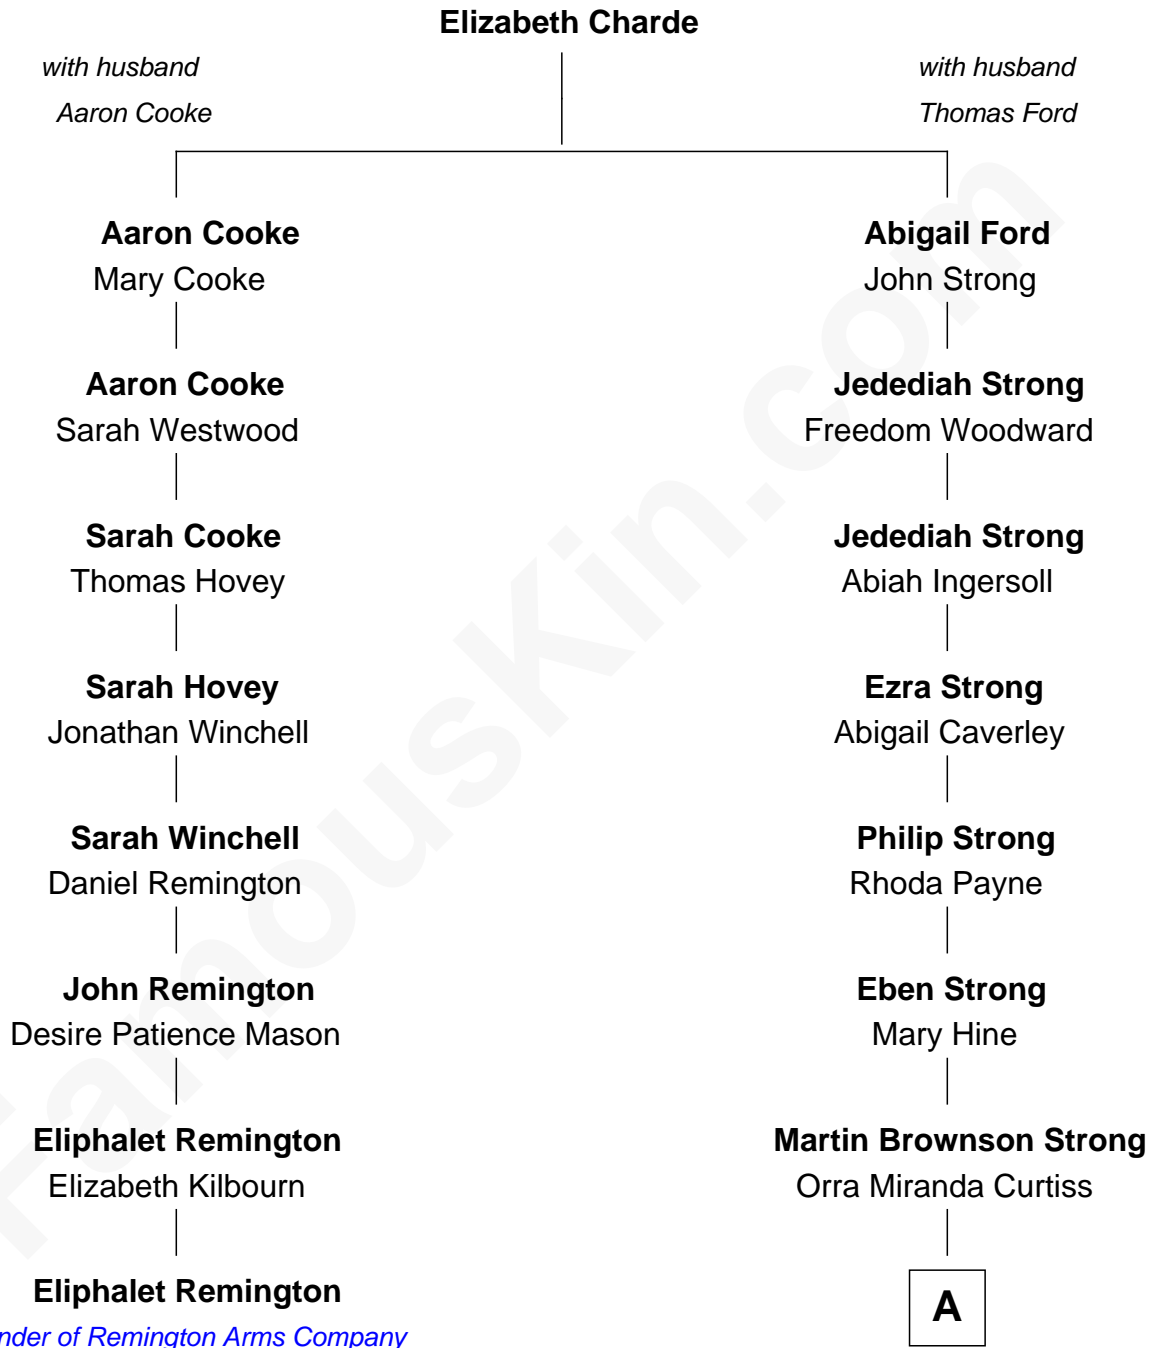 Elizabeth Charde
with husband
Aaron Cooke
with husband
Thomas Ford
Aaron Cooke
Mary Cooke
Abigail Ford
John Strong
Aaron Cooke
Sarah Westwood
Jedediah Strong
Freedom Woodward
Sarah Cooke
Thomas Hovey
Jedediah Strong
Abiah Ingersoll
Sarah Hovey
Jonathan Winchell
Ezra Strong
Abigail Caverley
Sarah Winchell
Daniel Remington
Philip Strong
Rhoda Payne
John Remington
Desire Patience Mason
Eben Strong
Mary Hine
Eliphalet Remington
Elizabeth Kilbourn
Martin Brownson Strong
Orra Miranda Curtiss
Eliphalet Remington
nder of Remington Arms Company
A
FamousKin.com